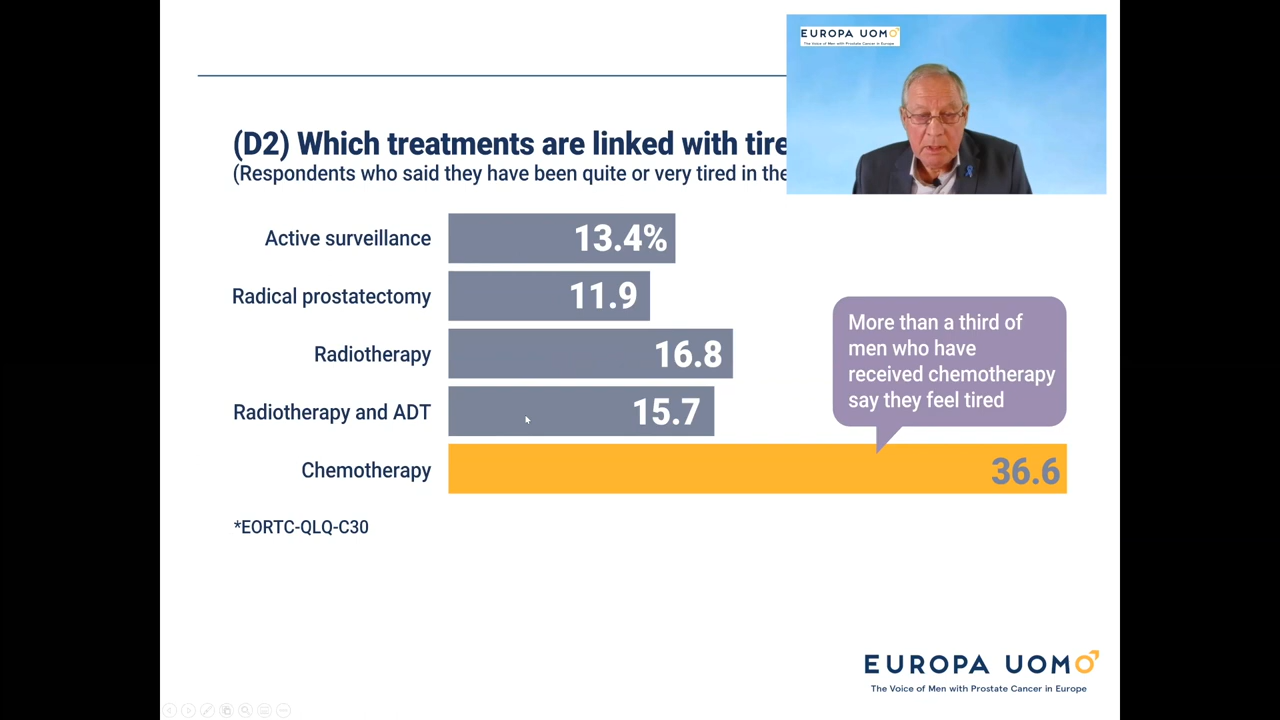 EUROPA UOMO
The Voice of Men with Prostate Cancer in Europe
(D2) Which treatments are linked with tire
(Respondents who said they have been quite or very tired in the
Active surveillance 13.4%
Radical prostatectomy 11.9
Radiotherapy 16.8
Radiotherapy and ADT 15.7
Chemotherapy 36.6
More than a third of
men who have
received chemotherapy
say they feel tired
*EORTC-QLQ-C30
EUROPA UOMO
The Voice of Men with Prostate Cancer in Europe